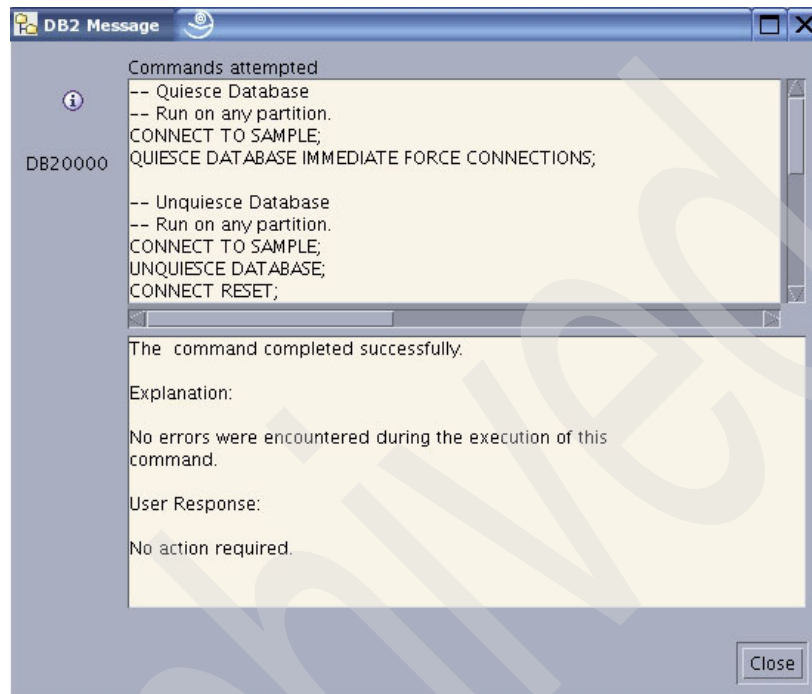 DB2 Message
Commands attempted
-- Quiesce Database
-- Run on any partition.
CONNECT TO SAMPLE;
DB20000
QUIESCE DATABASE IMMEDIATE FORCE CONNECTIONS;
-- Unquiesce Database
-- Run on any partition.
CONNECT TO SAMPLE;
UNQUIESCE DATABASE;
CONNECT RESET;
The  command completed successfully.
Explanation:
No errors were encountered during the execution of this
command.
User Response:
No action required.
Close